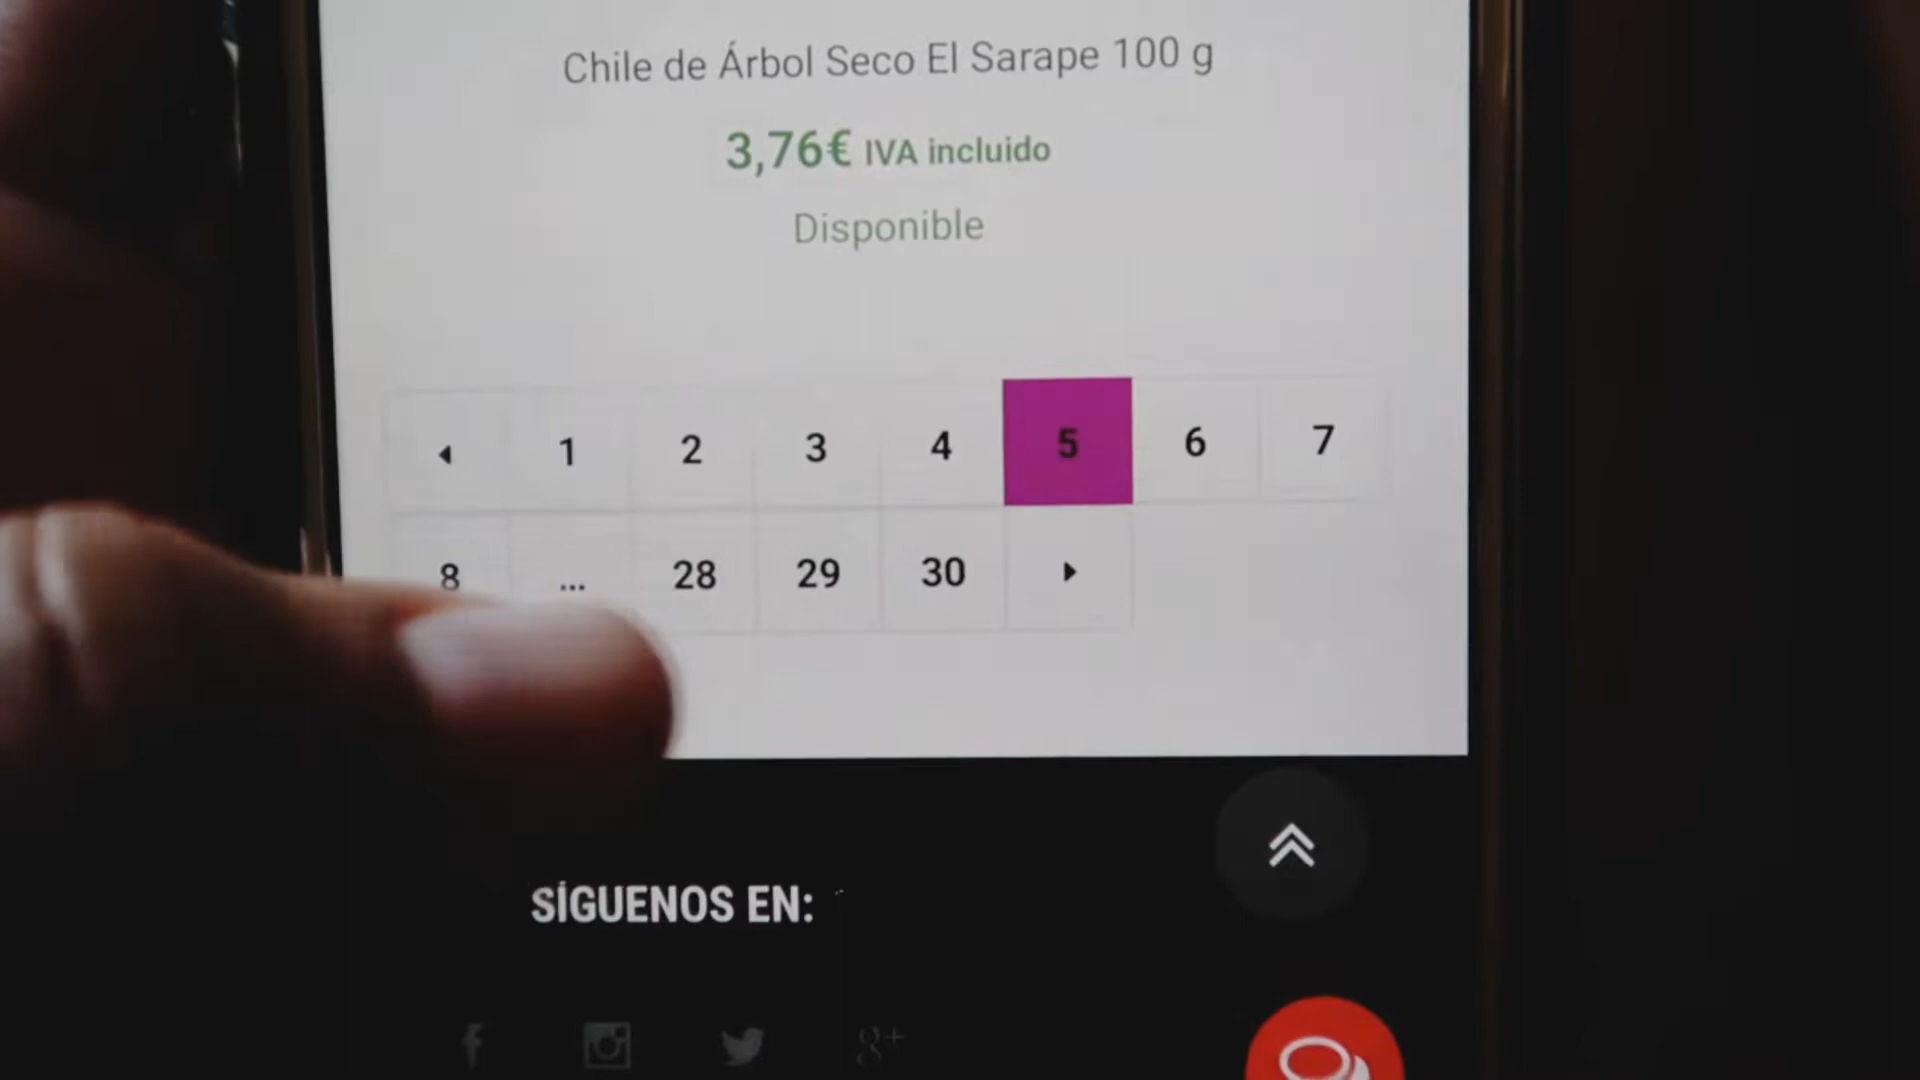 Chile de Árbol Seco El Sarape 100 g
3,76€ IVA incluido
Disponible
1 2 3 4 5 6 7
8 ... 28 29 30
SÍGUENOS EN:
f g+